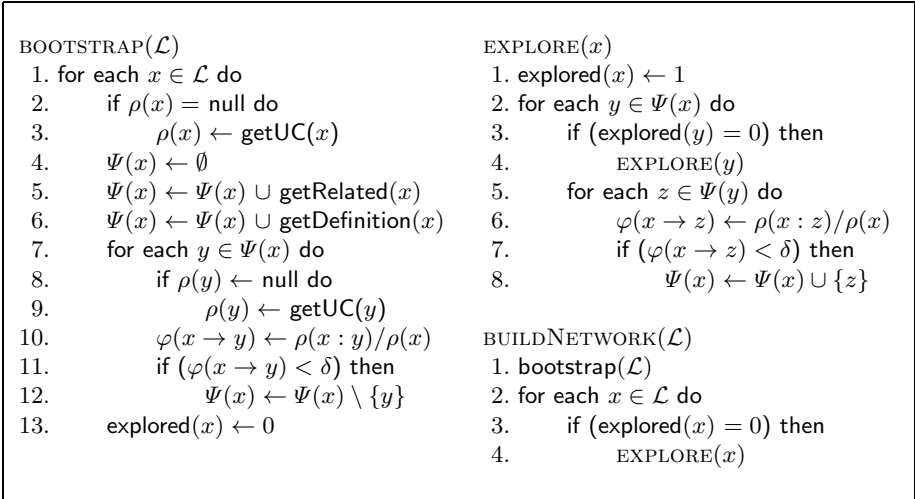 BOOTSTRAP(ℒ)
1. for each x ∈ ℒ do
2. if ρ(x) = null do
3. ρ(x) ← getUC(x)
4. Ψ(x) ← ∅
5. Ψ(x) ← Ψ(x) ∪ getRelated(x)
6. Ψ(x) ← Ψ(x) ∪ getDefinition(x)
7. for each y ∈ Ψ(x) do
8. if ρ(y) ← null do
9. ρ(y) ← getUC(y)
10. φ(x → y) ← ρ(x : y)/ρ(x)
11. if (φ(x → y) < δ) then
12. Ψ(x) ← Ψ(x) \ {y}
13. explored(x) ← 0
EXPLORE(x)
1. explored(x) ← 1
2. for each y ∈ Ψ(x) do
3. if (explored(y) = 0) then
4. EXPLORE(y)
5. for each z ∈ Ψ(y) do
6. φ(x → z) ← ρ(x : z)/ρ(x)
7. if (φ(x → z) < δ) then
8. Ψ(x) ← Ψ(x) ∪ {z}
BUILDNETWORK(ℒ)
1. bootstrap(ℒ)
2. for each x ∈ ℒ do
3. if (explored(x) = 0) then
4. EXPLORE(x)